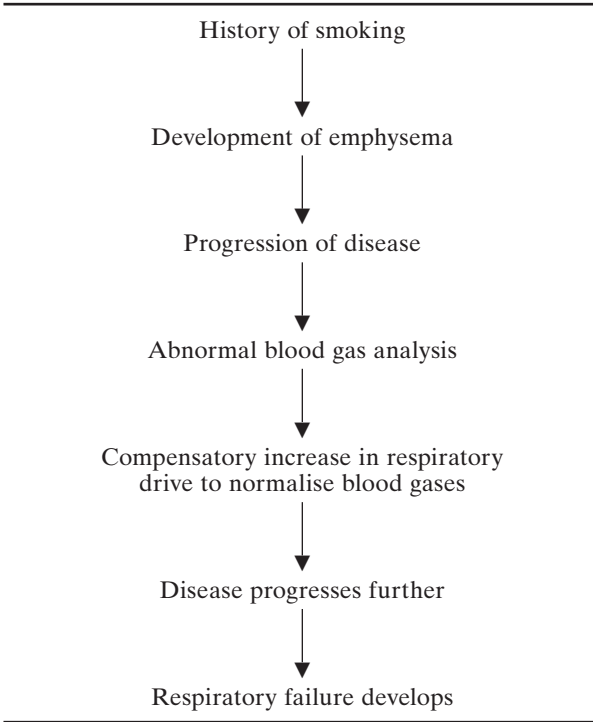 History of smoking
Development of emphysema
Progression of disease
Abnormal blood gas analysis
Compensatory increase in respiratory
drive to normalise blood gases
Disease progresses further
Respiratory failure develops